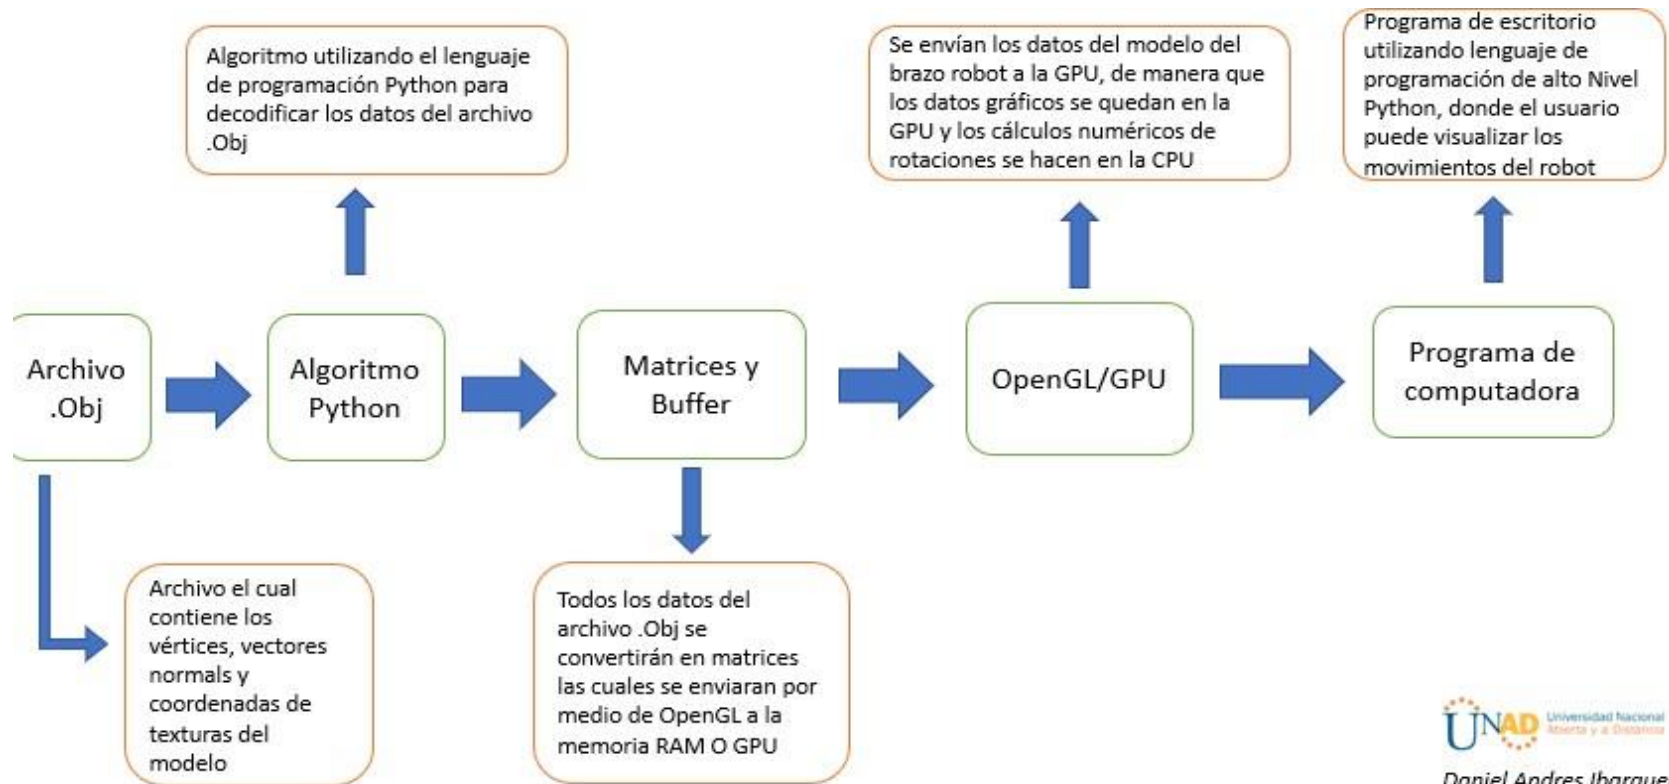 Algoritmo utilizando el lenguaje
de programación Python para
decodificar los datos del archivo
.Obj
Se envían los datos del modelo del
brazo robot a la GPU, de manera que
los datos gráficos se quedan en la
GPU y los cálculos numéricos de
rotaciones se hacen en la CPU
Programa de escritorio
utilizando lenguaje de
programación de alto Nivel
Python, donde el usuario
puede visualizar los
movimientos del robot
Archivo
.Obj
Algoritmo
Python
Matrices y
Buffer
OpenGL/GPU
Programa de
computadora
Archivo el cual
contiene los
vértices, vectores
normals y
coordenadas de
texturas del
modelo
Todos los datos del
archivo .Obj se
convertirán en matrices
las cuales se enviaran por
medio de OpenGL a la
memoria RAM O GPU
UNAD
Universidad Nacional
Abierta y a Distancia
Daniel Andres